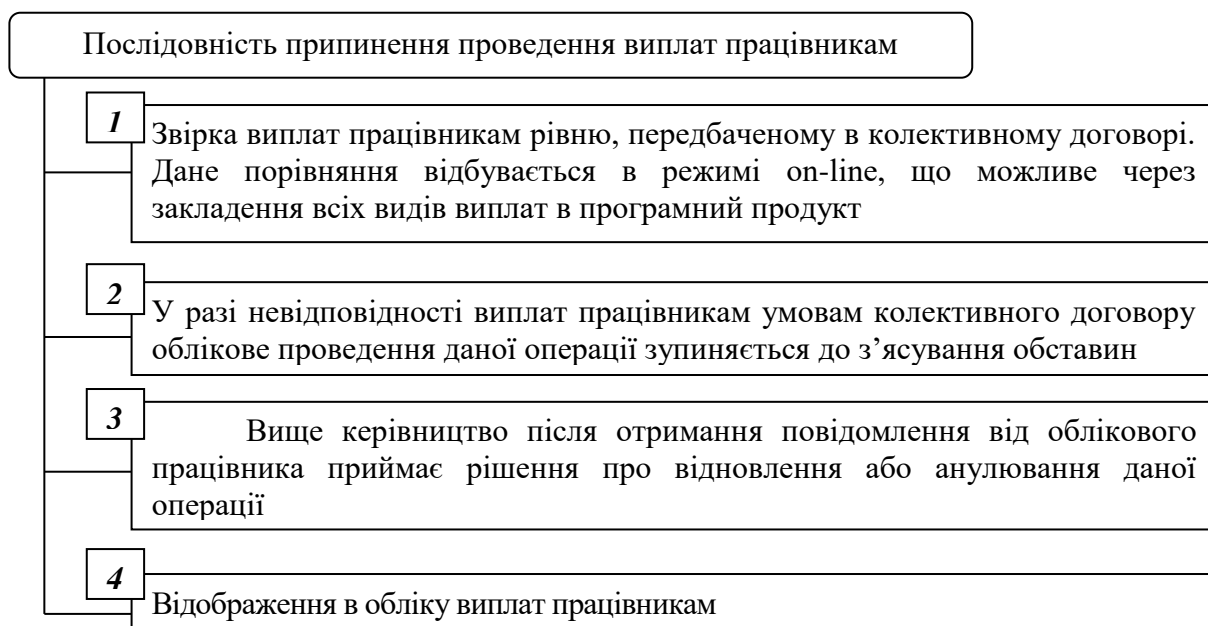 Послідовність припинення проведення виплат працівникам
1
Звірка виплат працівникам рівню, передбаченому в колективному договорі.
Дане порівняння відбувається в режимі on-line, що можливе через
закладення всіх видів виплат в програмний продукт
2
У разі невідповідності виплат працівникам умовам колективного договору
облікове проведення даної операції зупиняється до з’ясування обставин
3
Вище керівництво після отримання повідомлення від облікового
працівника приймає рішення про відновлення або анулювання даної
операції
4
Відображення в обліку виплат працівникам